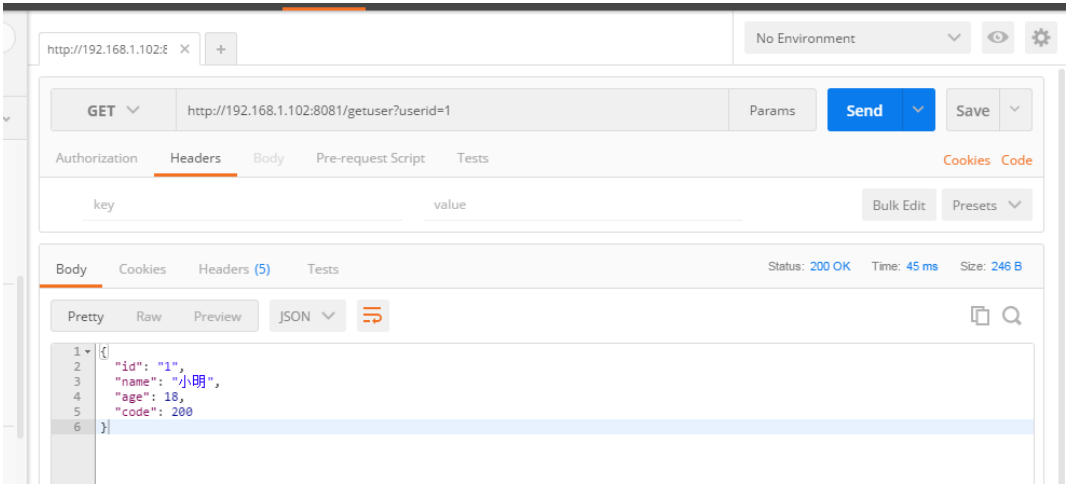 http://192.168.1.102:8 × +
No Environment
GET http://192.168.1.102:8081/getuser?userid=1 Params Send Save
Authorization Headers Body Pre-request Script Tests Cookies Code
key value Bulk Edit Presets
Body Cookies Headers (5) Tests Status: 200 OK Time: 45 ms Size: 246 B
Pretty Raw Preview JSON
1 {
2 "id": "1",
3 "name": "小明",
4 "age": 18,
5 "code": 200
6 }